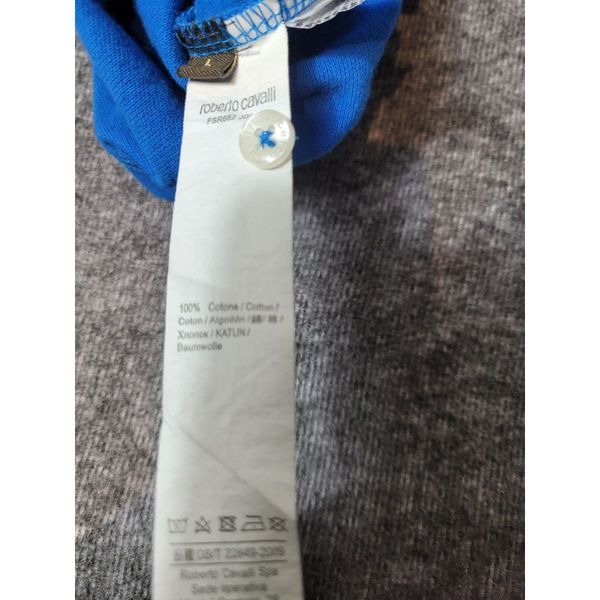 roberto cavalli
100% Cotone / Cotton /
Coton / Algodón / 綿/ 棉 /
Хлопок / KATUN /
Baumwolle
GB/T 22849-2009
Roberto Cavalli Spa
Sede operativa